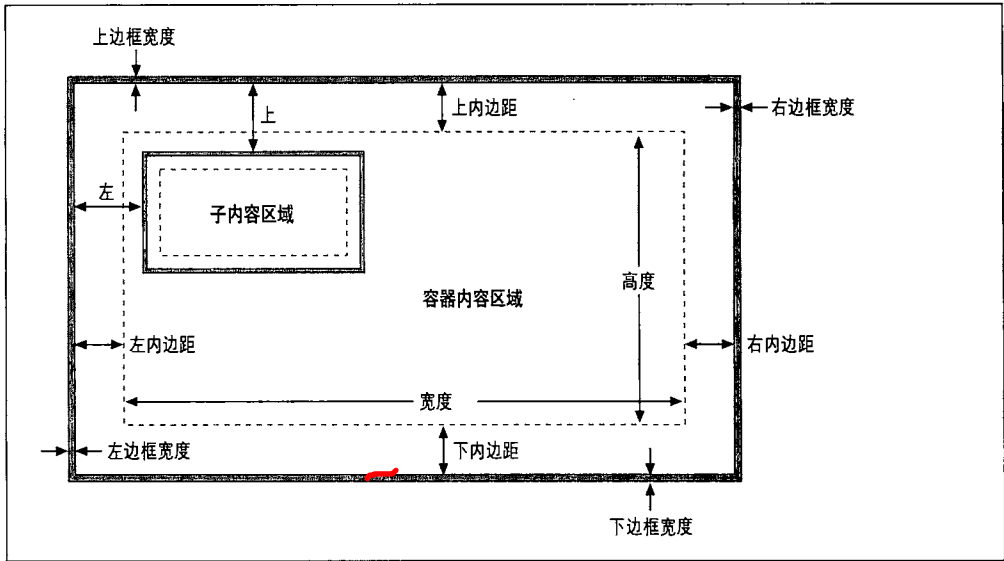 上边框宽度
上
上内边距
右边框宽度
左
子内容区域
高度
容器内容区域
左内边距
右内边距
宽度
左边框宽度
下内边距
下边框宽度